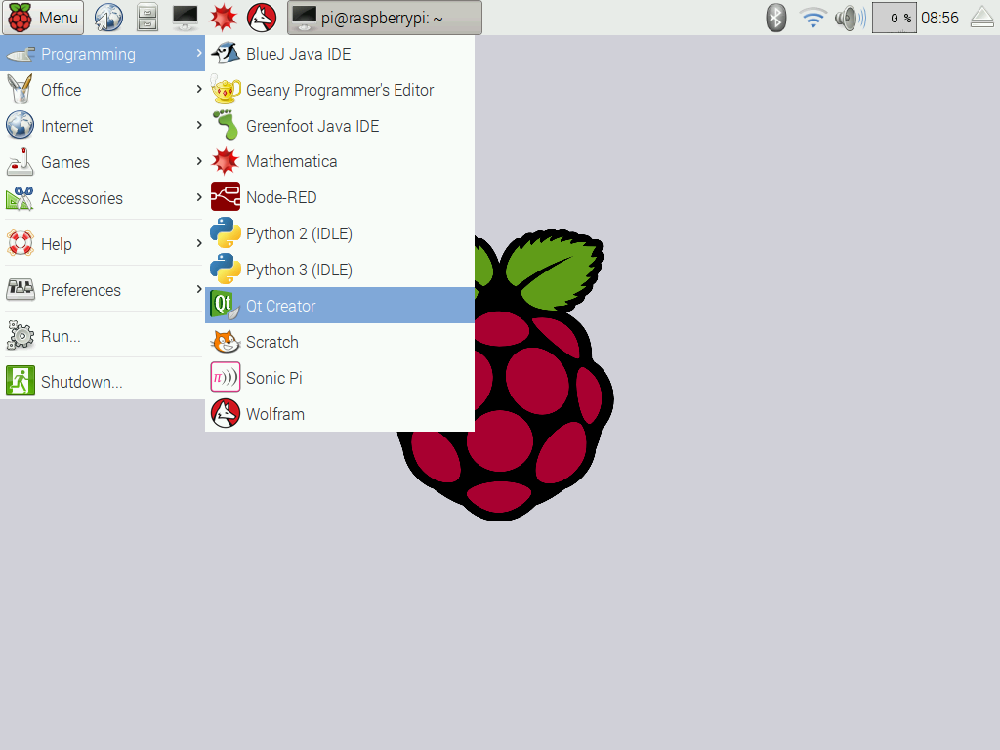 Menu pi@raspberrypi: ~ 0 % 08:56
Programming
Office
Internet
Games
Accessories
Help
Preferences
Run...
Shutdown...
BlueJ Java IDE
Geany Programmer's Editor
Greenfoot Java IDE
Mathematica
Node-RED
Python 2 (IDLE)
Python 3 (IDLE)
Qt Qt Creator
Scratch
π))) Sonic Pi
Wolfram